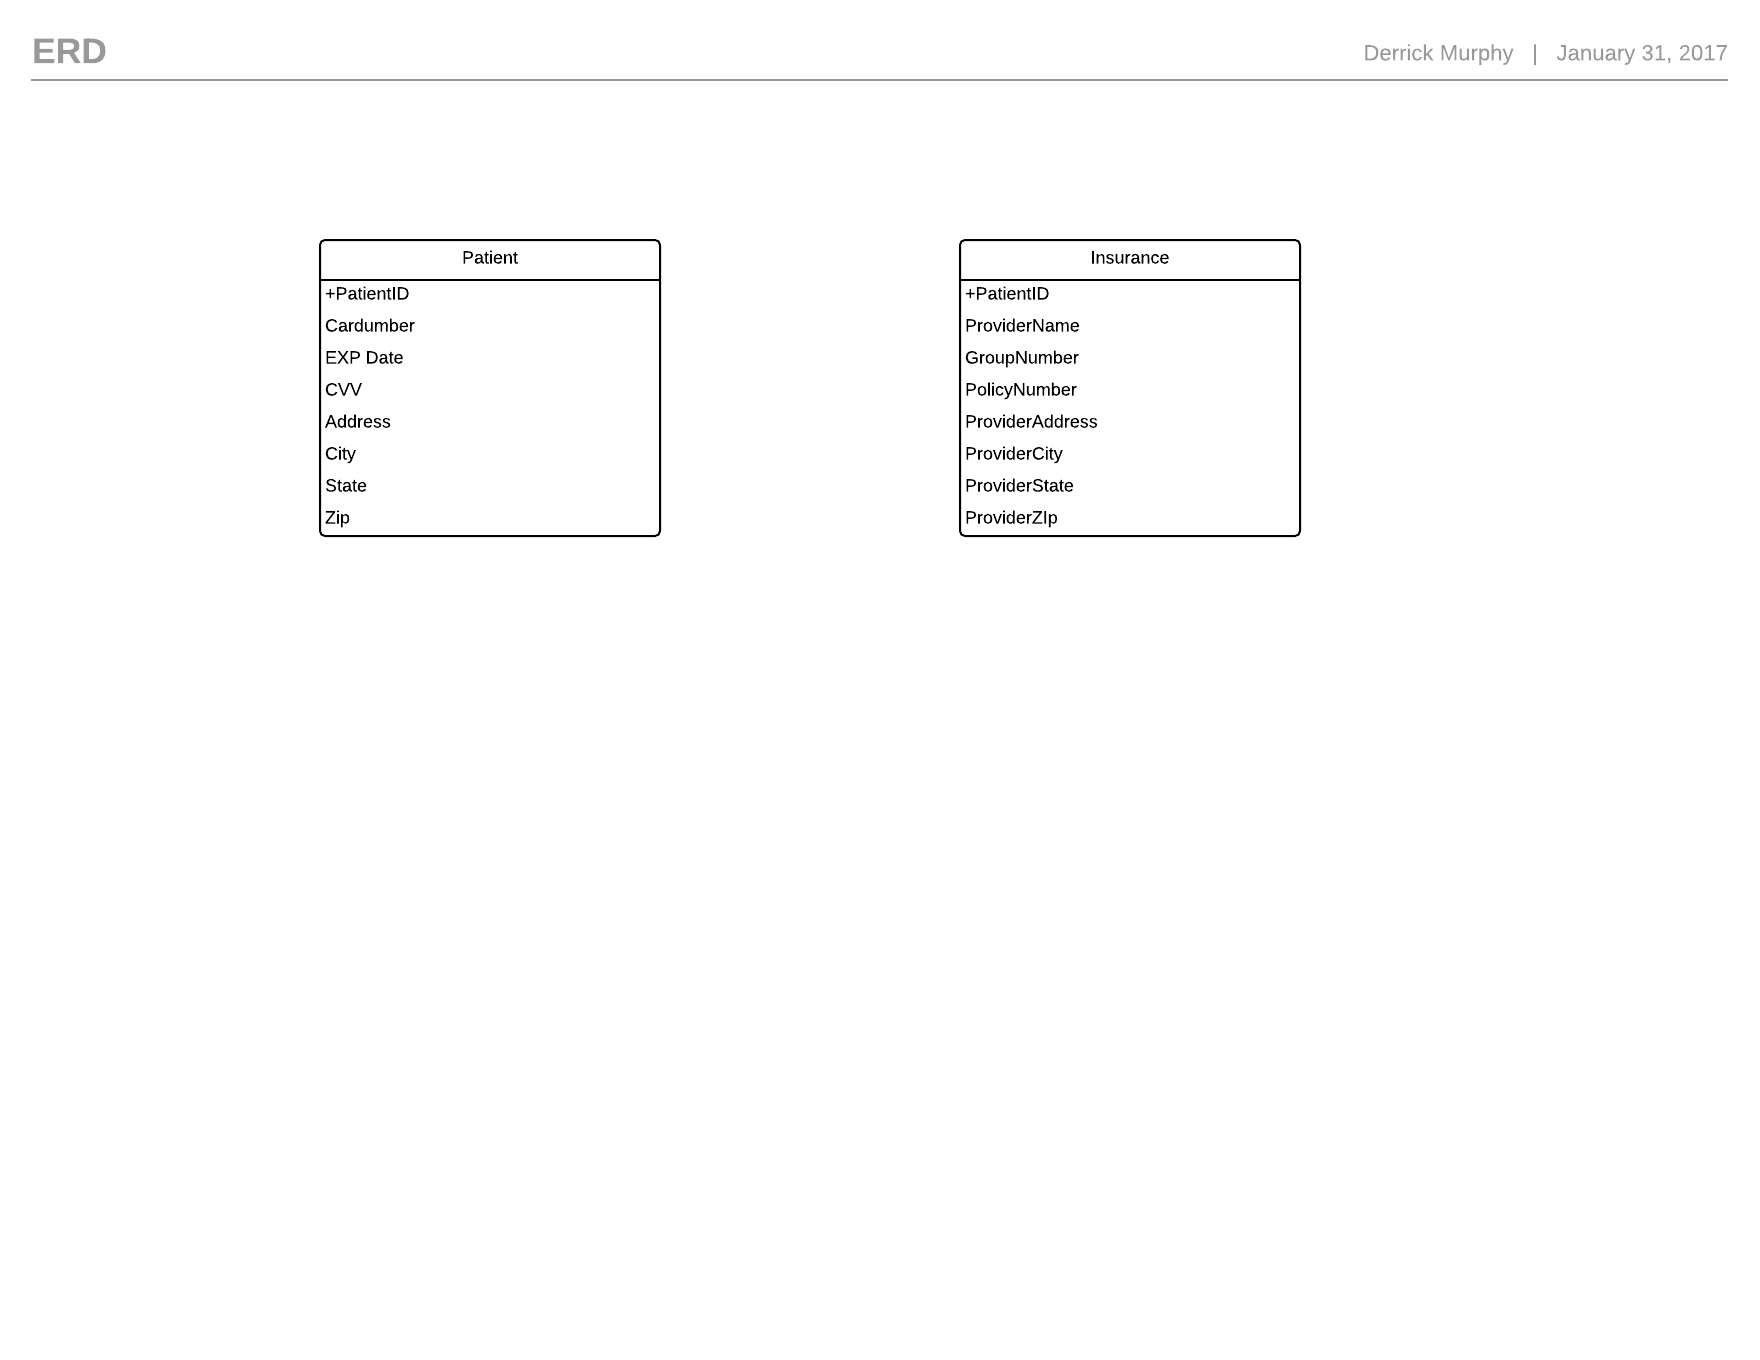 ERD
Derrick Murphy | January 31, 2017
Patient
+PatientID
Cardumber
EXP Date
CVV
Address
City
State
Zip
Insurance
+PatientID
ProviderName
GroupNumber
PolicyNumber
ProviderAddress
ProviderCity
ProviderState
ProviderZIp